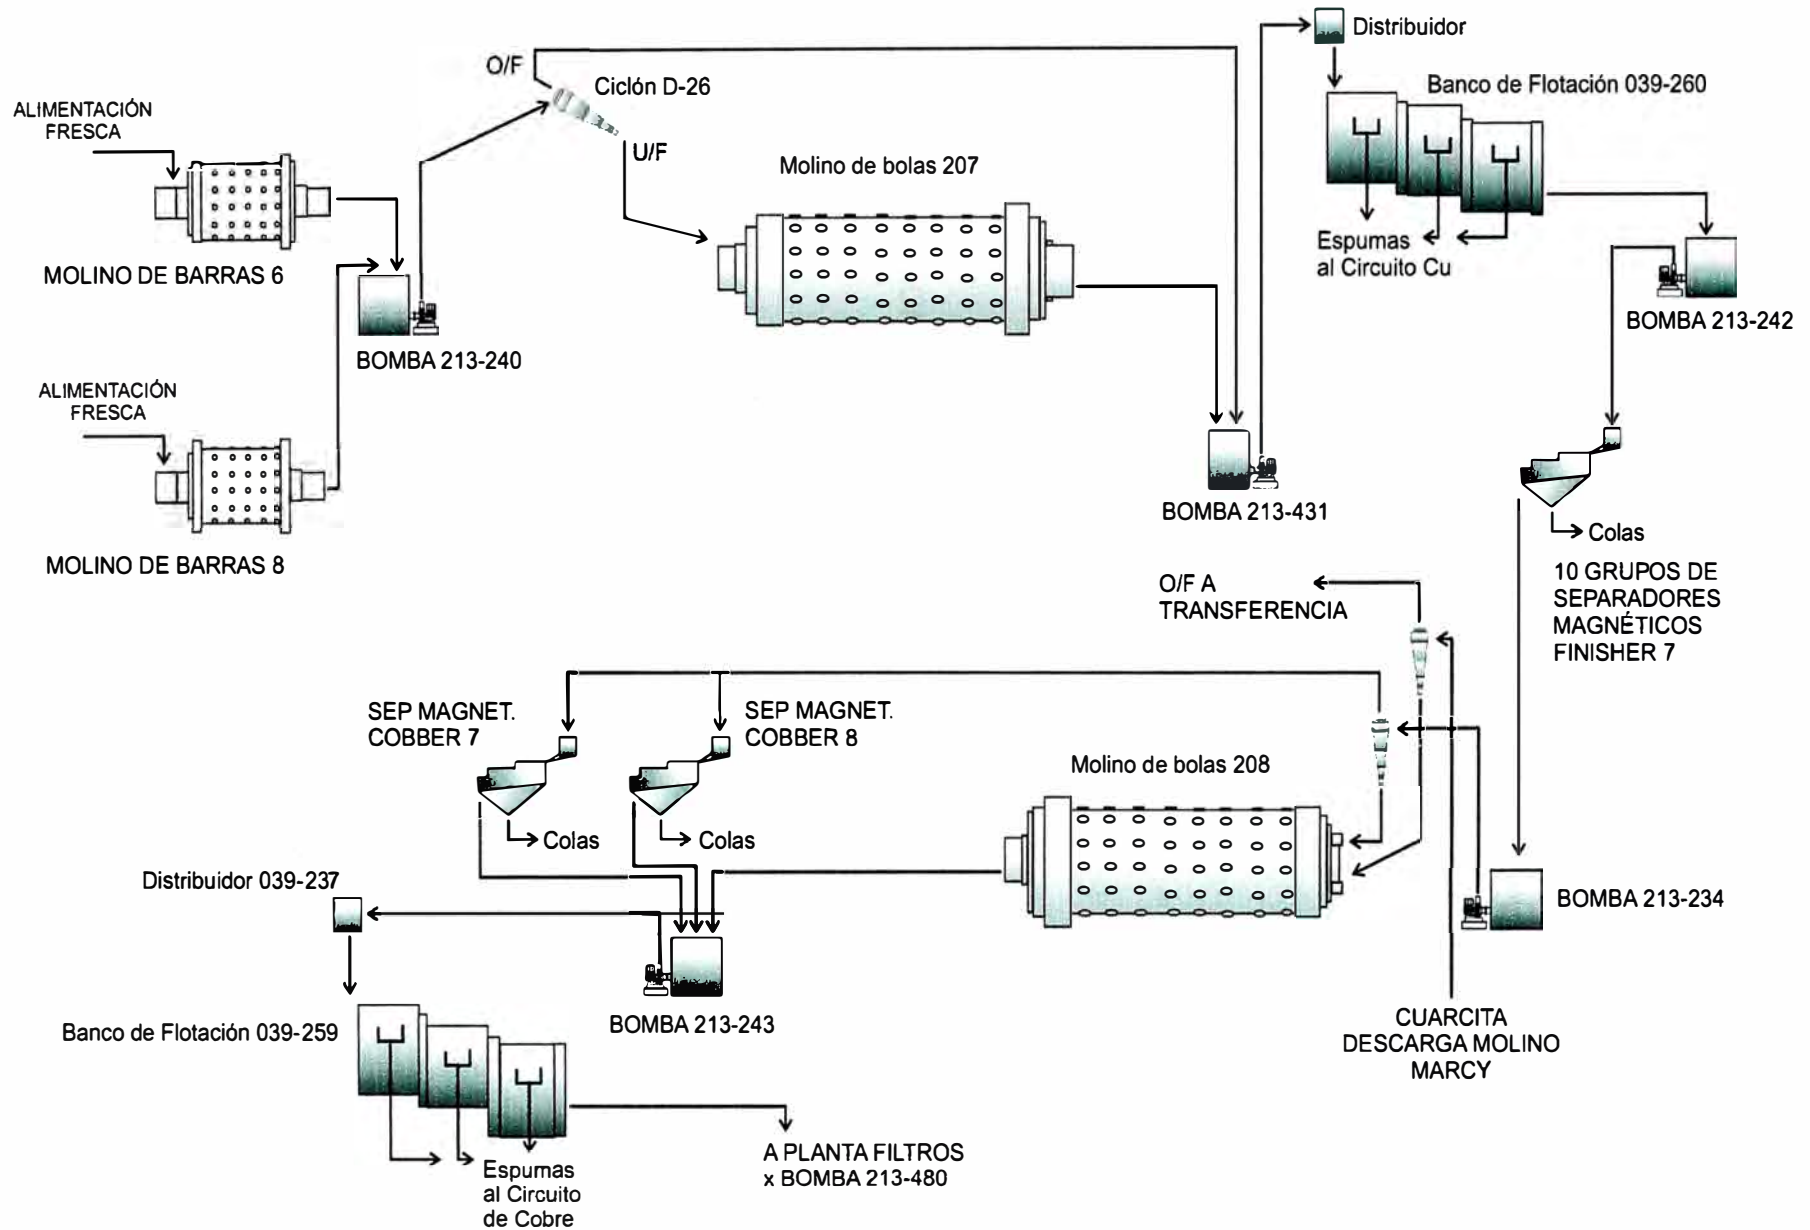 O/F
Ciclón D-26
U/F
Distribuidor
Banco de Flotación 039-260
ALIMENTACIÓN
FRESCA
MOLINO DE BARRAS 6
Molino de bolas 207
Espumas
al Circuito Cu
BOMBA 213-242
BOMBA 213-240
ALIMENTACIÓN
FRESCA
MOLINO DE BARRAS 8
BOMBA 213-431
Colas
10 GRUPOS DE
SEPARADORES
MAGNÉTICOS
FINISHER 7
O/F A
TRANSFERENCIA
SEP MAGNET.
COBBER 7
SEP MAGNET.
COBBER 8
Molino de bolas 208
Colas
Colas
Distribuidor 039-237
BOMBA 213-234
Banco de Flotación 039-259
BOMBA 213-243
CUARCITA
DESCARGA MOLINO
MARCY
A PLANTA FILTROS
x BOMBA 213-480
Espumas
al Circuito
de Cobre